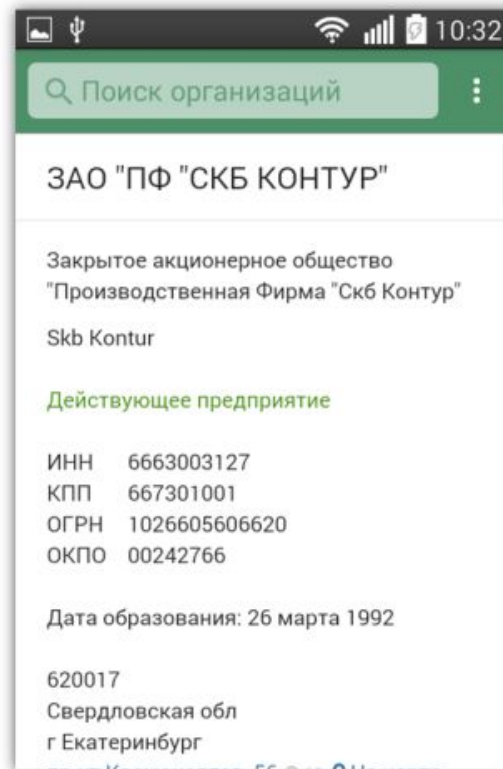 10:32
Поиск организаций
ЗАО "ПФ "СКБ КОНТУР"
Закрытое акционерное общество
"Производственная Фирма "Скб Контур"
Skb Kontur
Действующее предприятие
ИНН 6663003127
КПП 667301001
ОГРН 1026605606620
ОКПО 00242766
Дата образования: 26 марта 1992
620017
Свердловская обл
г Екатеринбург